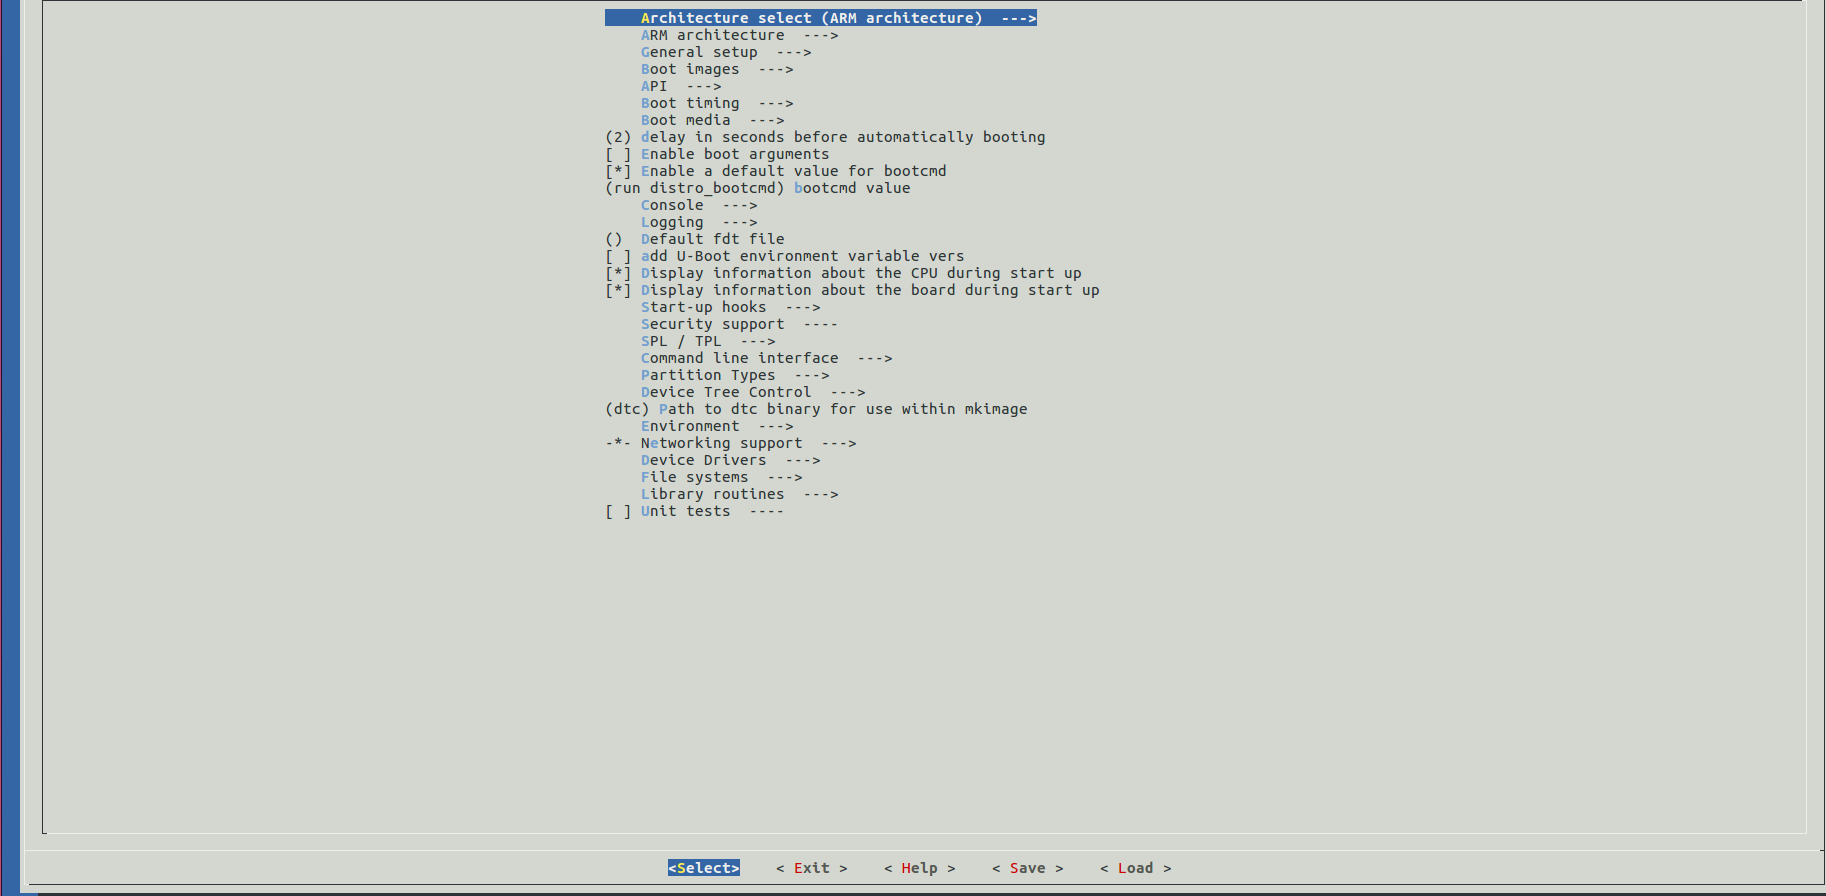 Architecture select (ARM architecture)  --->
ARM architecture  --->
General setup  --->
Boot images  --->
API  --->
Boot timing  --->
Boot media  --->
(2) delay in seconds before automatically booting
[ ] Enable boot arguments
[*] Enable a default value for bootcmd
(run distro_bootcmd) bootcmd value
Console  --->
Logging  --->
()  Default fdt file
[ ] add U-Boot environment variable vers
[*] Display information about the CPU during start up
[*] Display information about the board during start up
Start-up hooks  --->
Security support  ----
SPL / TPL  --->
Command line interface  --->
Partition Types  --->
Device Tree Control  --->
(dtc) Path to dtc binary for use within mkimage
Environment  --->
-*- Networking support  --->
Device Drivers  --->
File systems  --->
Library routines  --->
[ ] Unit tests  ----
<Select>    < Exit >    < Help >    < Save >    < Load >